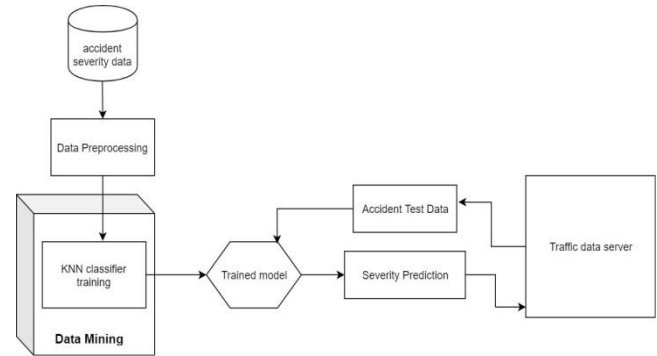 accident
severity data
Data Preprocessing
Accident Test Data
Traffic data server
KNN classifier
training
Trained model
Severity Prediction
Data Mining